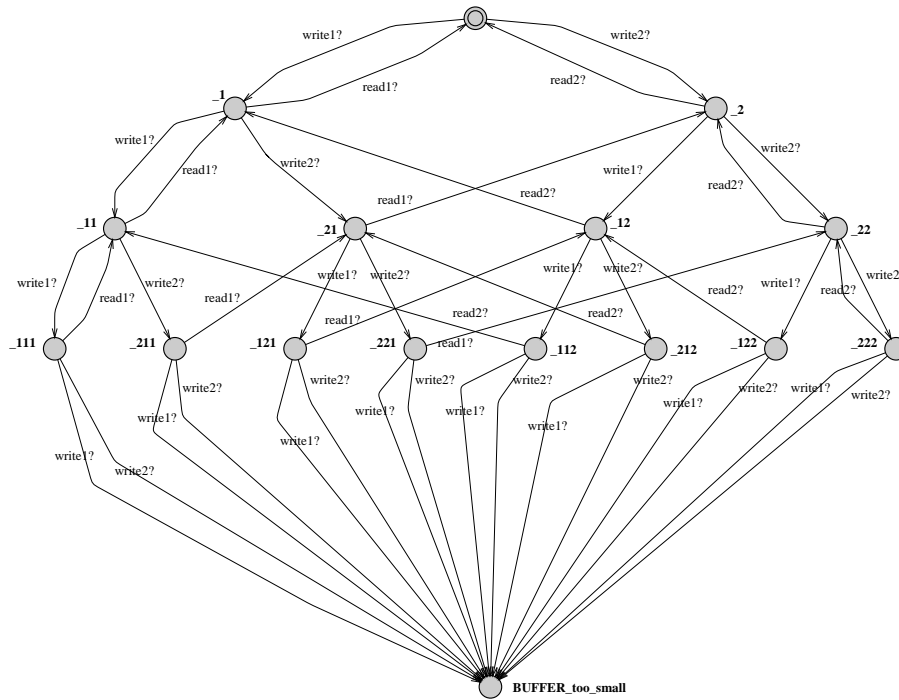 write1?
write2?
read1?
read2?
_1
_2
write1?
write2?
write1?
write2?
read1?
read2?
read1?
read2?
_11
_21
_12
_22
write1?
write2?
write1?
write2?
write1?
write2?
write1?
write2?
read1?
read1?
read1?
read2?
read2?
read2?
read1?
read2?
_111
_211
_121
_221
_112
_212
_122
_222
write2?
write2?
write2?
write2?
write2?
write2?
write1?
write2?
write1?
write1?
write1?
write1?
write1?
write1?
write1?
write2?
BUFFER_too_small